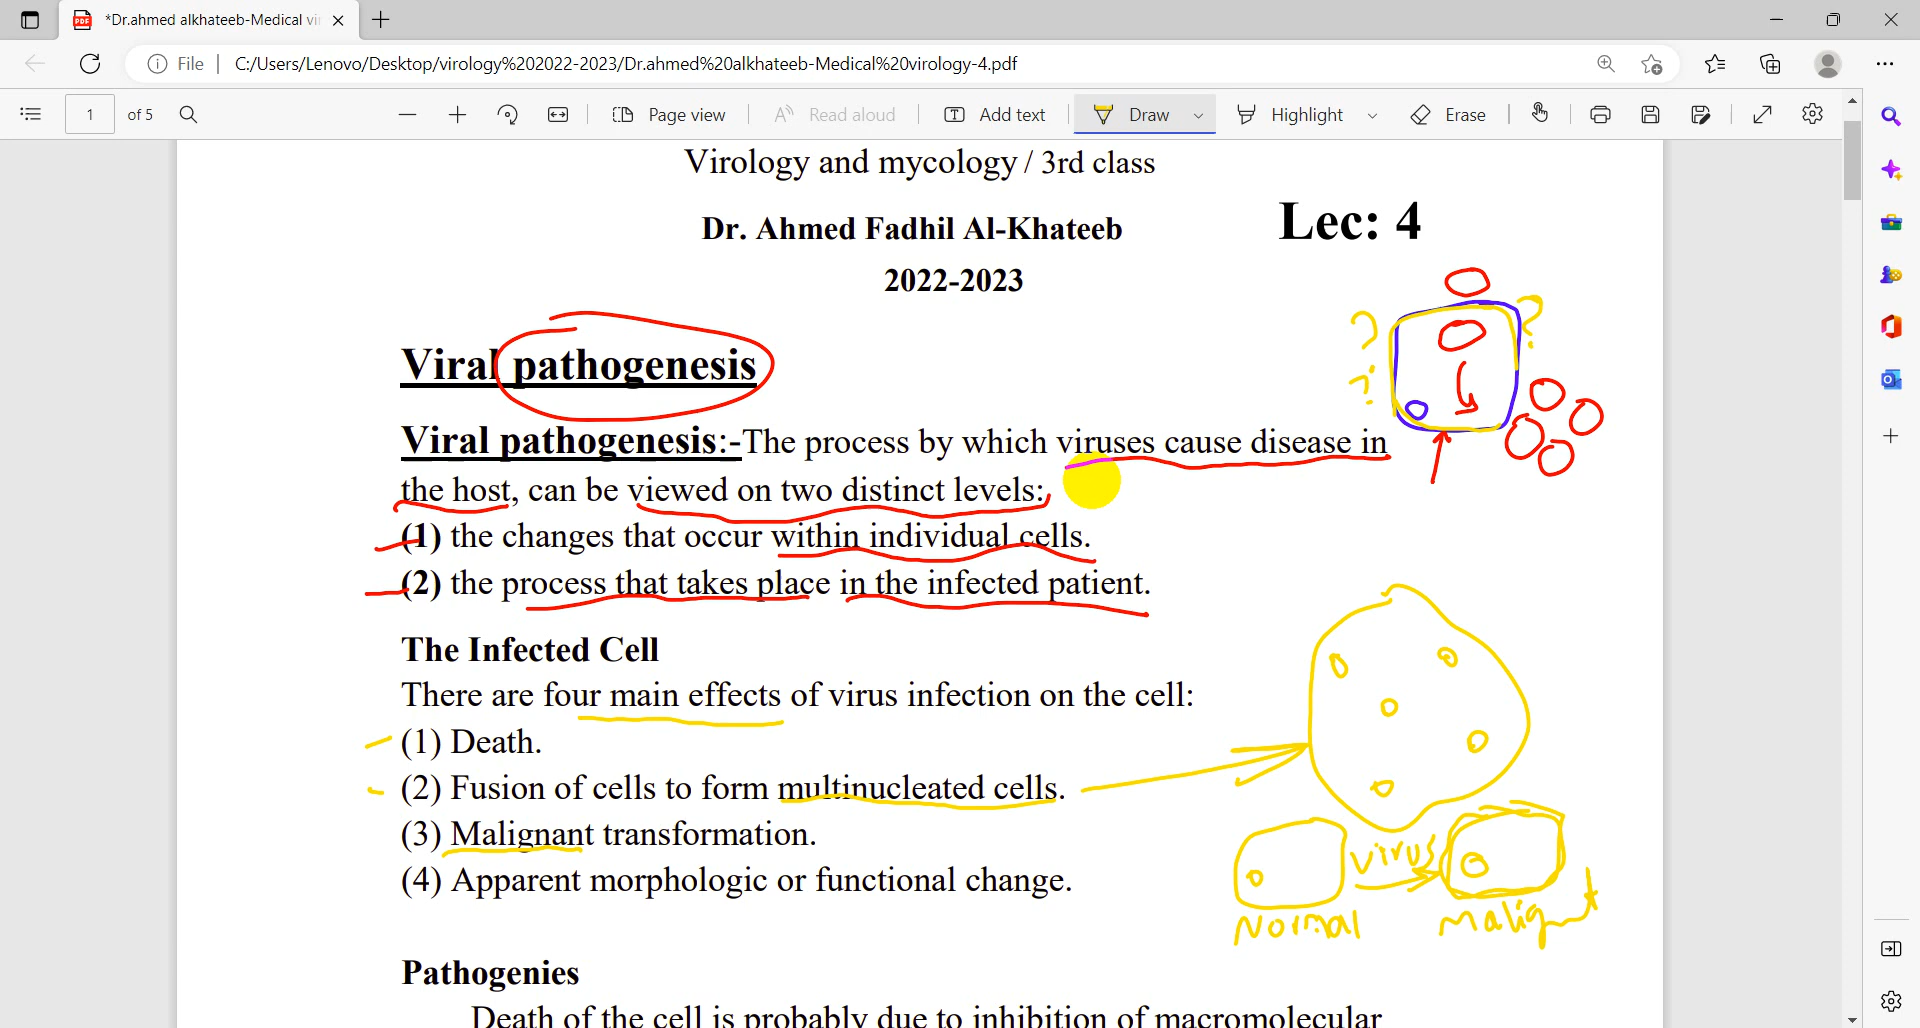 *Dr.ahmed alkhateeb-Medical vi
File
C:/Users/Lenovo/Desktop/virology%202022-2023/Dr.ahmed%20alkhateeb-Medical%20virology-4.pdf
1 of 5
Page view
Read aloud
Add text
Draw
Highlight
Erase
Virology and mycology / 3rd class
Dr. Ahmed Fadhil Al-Khateeb
Lec: 4
2022-2023
? ?
?
Viral pathogenesis
Viral pathogenesis:-The process by which viruses cause disease in
the host, can be viewed on two distinct levels:
(1) the changes that occur within individual cells.
(2) the process that takes place in the infected patient.
The Infected Cell
There are four main effects of virus infection on the cell:
(1) Death.
(2) Fusion of cells to form multinucleated cells.
(3) Malignant transformation.
(4) Apparent morphologic or functional change.
virus
Normal
Pathogenies
Death of the cell is probably due to inhibition of macromolecular